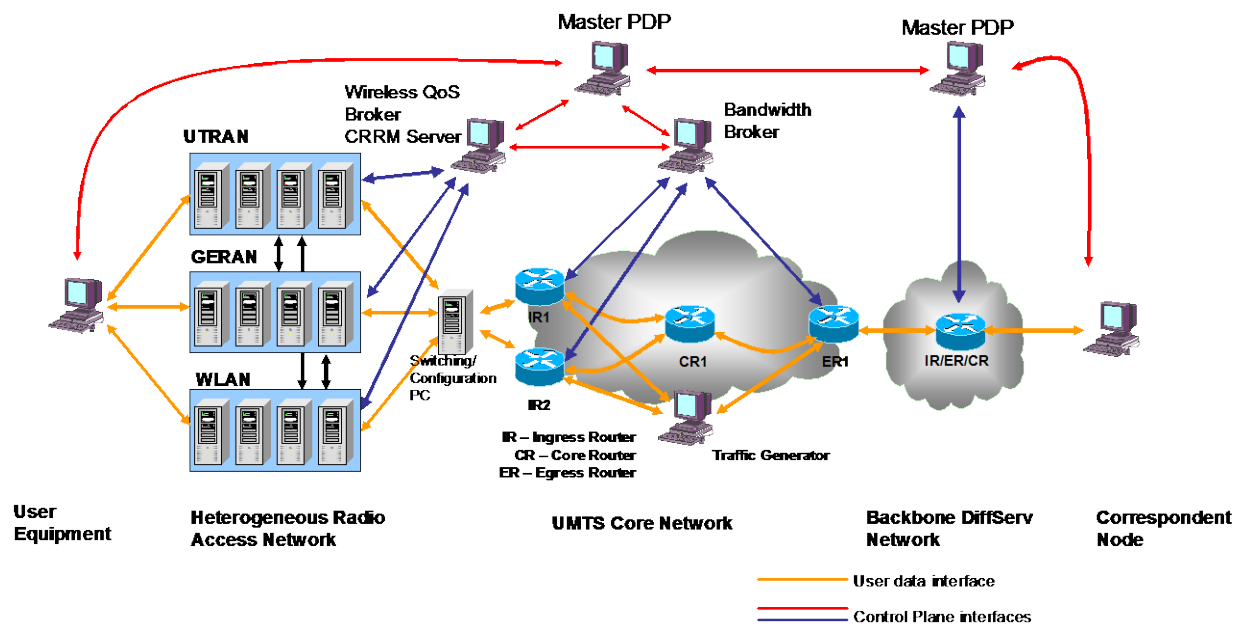 Master PDP
Master PDP
Wireless QoS
Broker
CRRM Server
Bandwidth
Broker
UTRAN
GERAN
WLAN
Switching/
Configuration
PC
IR1
IR2
CR1
ER1
IR/ER/CR
IR – Ingress Router
CR – Core Router
ER – Egress Router
Traffic Generator
User
Equipment
Heterogeneous Radio
Access Network
UMTS Core Network
Backbone DiffServ
Network
Correspondent
Node
User data interface
Control Plane interfaces